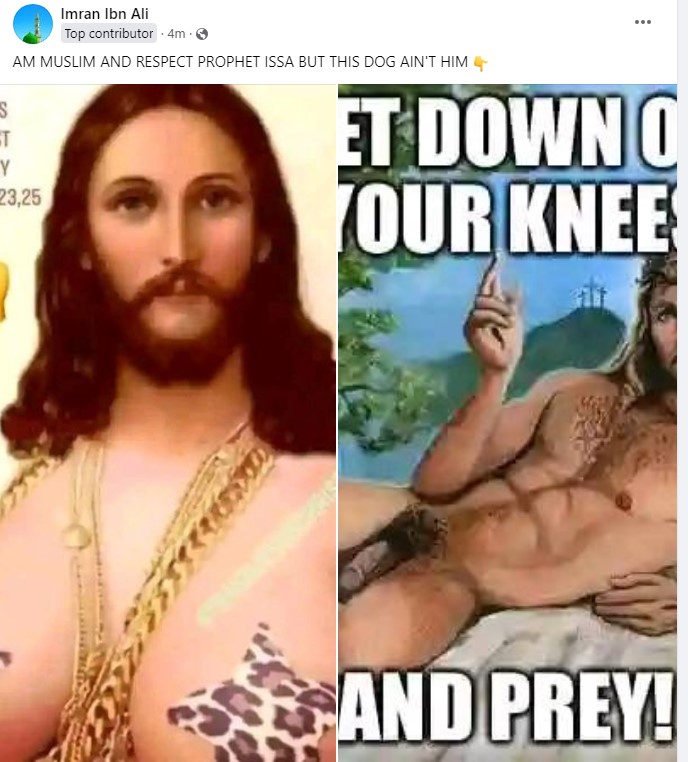 Imran Ibn Ali
Top contributor · 4m ·
AM MUSLIM AND RESPECT PROPHET ISSA BUT THIS DOG AIN'T HIM 👇
S
ST
Y
23,25
ET DOWN O
YOUR KNEES
AND PREY!